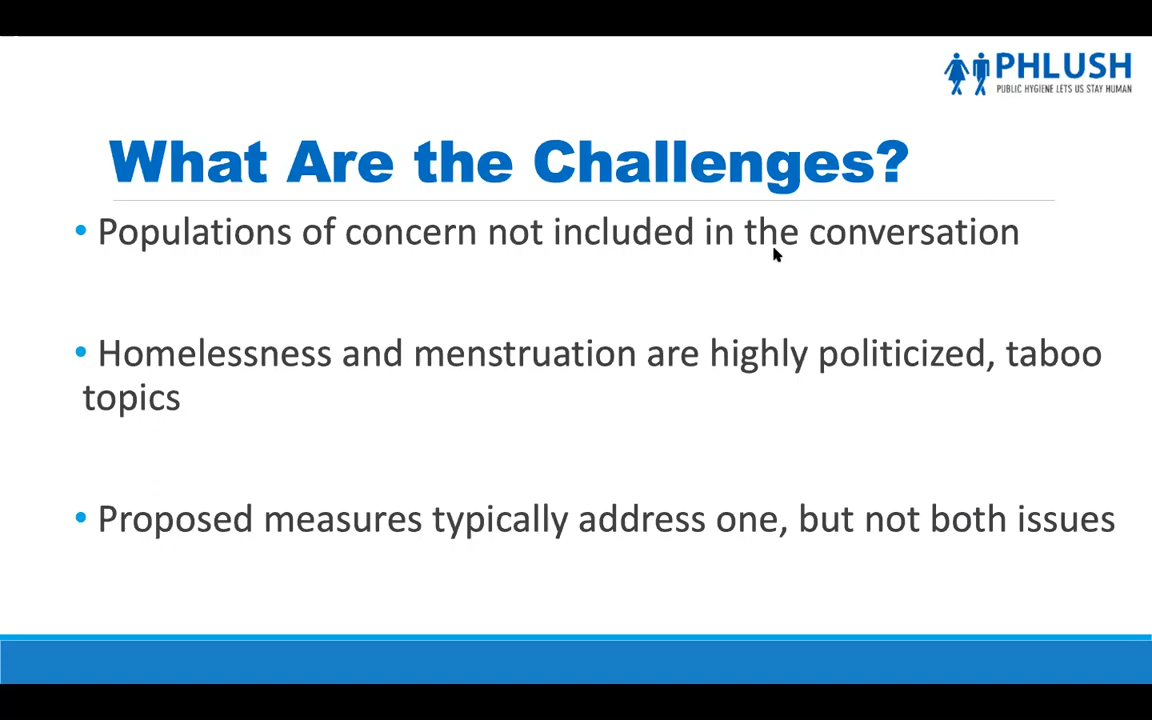 PHLUSH
PUBLIC HYGIENE LETS US STAY HUMAN
What Are the Challenges?
• Populations of concern not included in the conversation
• Homelessness and menstruation are highly politicized, taboo
topics
• Proposed measures typically address one, but not both issues